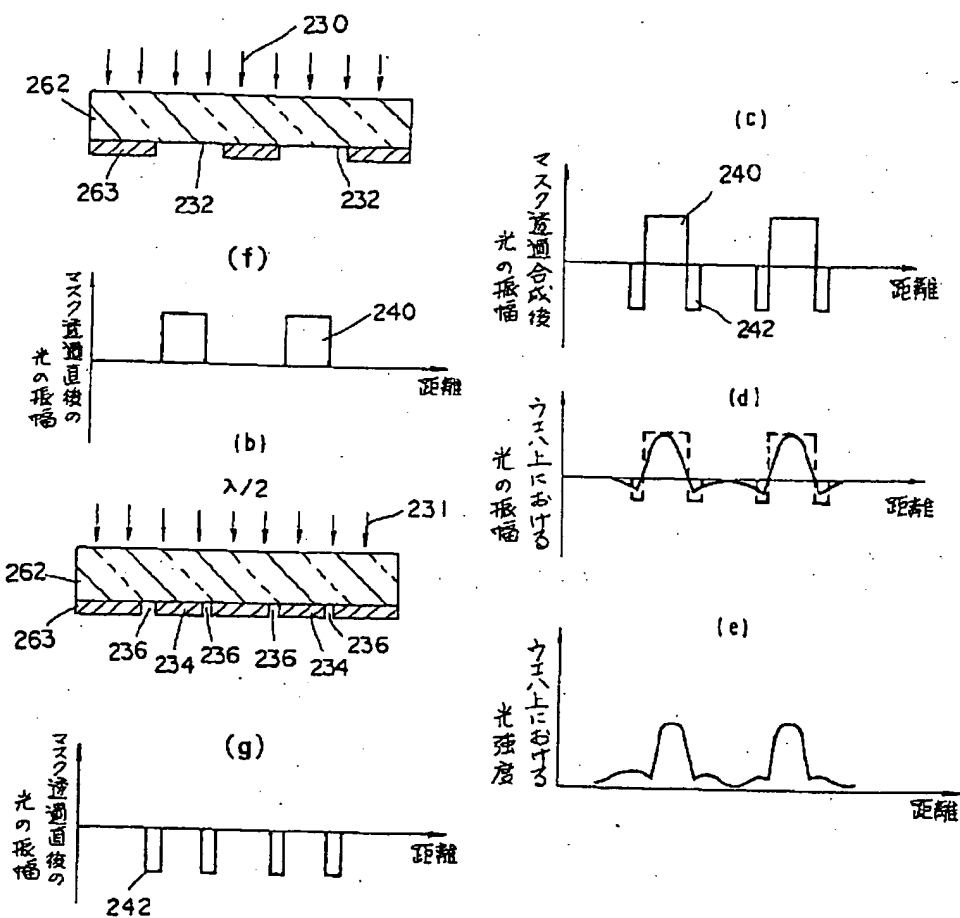 230
262
263
232
232
(f)
マスク透過直後の
光の振幅
240
距離
(b)
λ/2
231
262
263
236
234
236
236
234
236
(g)
マスク透過直後の
光の振幅
242
距離
(c)
マスク透過合成後
光の振幅
240
242
距離
(d)
ウエハ上における
光の振幅
距離
(e)
ウエハ上における
光強度
距離